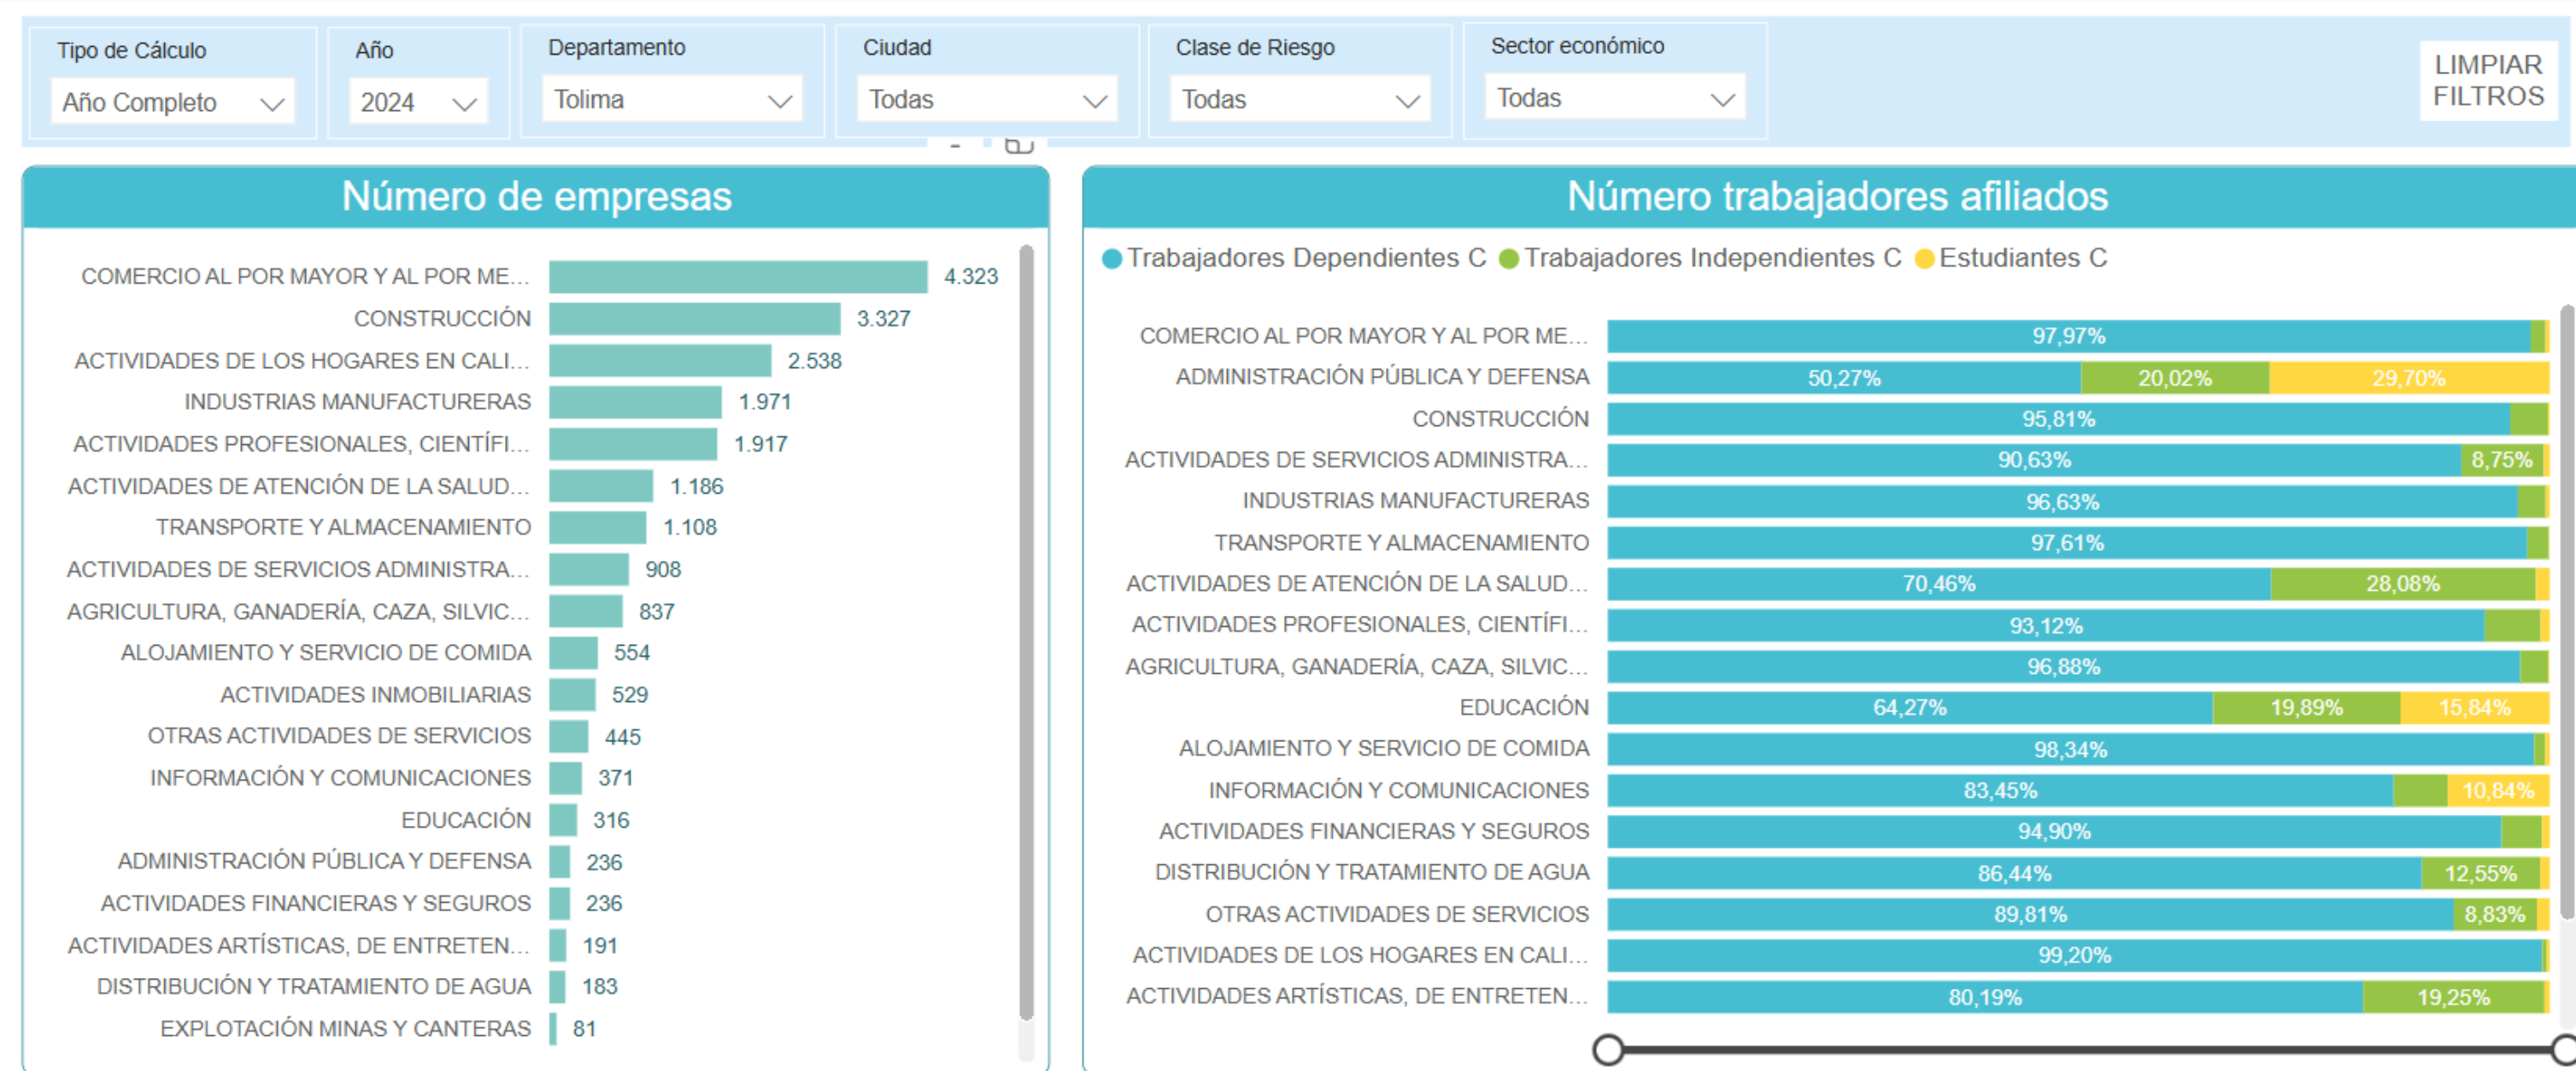 Tipo de Cálculo
Año Completo
Año
2024
Departamento
Tolima
Ciudad
Todas
Clase de Riesgo
Todas
Sector económico
Todas
LIMPIAR
FILTROS
Número de empresas
COMERCIO AL POR MAYOR Y AL POR ME... 4.323
CONSTRUCCIÓN 3.327
ACTIVIDADES DE LOS HOGARES EN CALI... 2.538
INDUSTRIAS MANUFACTURERAS 1.971
ACTIVIDADES PROFESIONALES, CIENTÍFI... 1.917
ACTIVIDADES DE ATENCIÓN DE LA SALUD... 1.186
TRANSPORTE Y ALMACENAMIENTO 1.108
ACTIVIDADES DE SERVICIOS ADMINISTRA... 908
AGRICULTURA, GANADERÍA, CAZA, SILVIC... 837
ALOJAMIENTO Y SERVICIO DE COMIDA 554
ACTIVIDADES INMOBILIARIAS 529
OTRAS ACTIVIDADES DE SERVICIOS 445
INFORMACIÓN Y COMUNICACIONES 371
EDUCACIÓN 316
ADMINISTRACIÓN PÚBLICA Y DEFENSA 236
ACTIVIDADES FINANCIERAS Y SEGUROS 236
ACTIVIDADES ARTÍSTICAS, DE ENTRETEN... 191
DISTRIBUCIÓN Y TRATAMIENTO DE AGUA 183
EXPLOTACIÓN MINAS Y CANTERAS 81
Número trabajadores afiliados
Trabajadores Dependientes C Trabajadores Independientes C Estudiantes C
COMERCIO AL POR MAYOR Y AL POR ME... 97,97%
ADMINISTRACIÓN PÚBLICA Y DEFENSA 50,27% 20,02% 29,70%
CONSTRUCCIÓN 95,81%
ACTIVIDADES DE SERVICIOS ADMINISTRA... 90,63% 8,75%
INDUSTRIAS MANUFACTURERAS 96,63%
TRANSPORTE Y ALMACENAMIENTO 97,61%
ACTIVIDADES DE ATENCIÓN DE LA SALUD... 70,46% 28,08%
ACTIVIDADES PROFESIONALES, CIENTÍFI... 93,12%
AGRICULTURA, GANADERÍA, CAZA, SILVIC... 96,88%
EDUCACIÓN 64,27% 19,89% 15,84%
ALOJAMIENTO Y SERVICIO DE COMIDA 98,34%
INFORMACIÓN Y COMUNICACIONES 83,45% 10,84%
ACTIVIDADES FINANCIERAS Y SEGUROS 94,90%
DISTRIBUCIÓN Y TRATAMIENTO DE AGUA 86,44% 12,55%
OTRAS ACTIVIDADES DE SERVICIOS 89,81% 8,83%
ACTIVIDADES DE LOS HOGARES EN CALI... 99,20%
ACTIVIDADES ARTÍSTICAS, DE ENTRETEN... 80,19% 19,25%